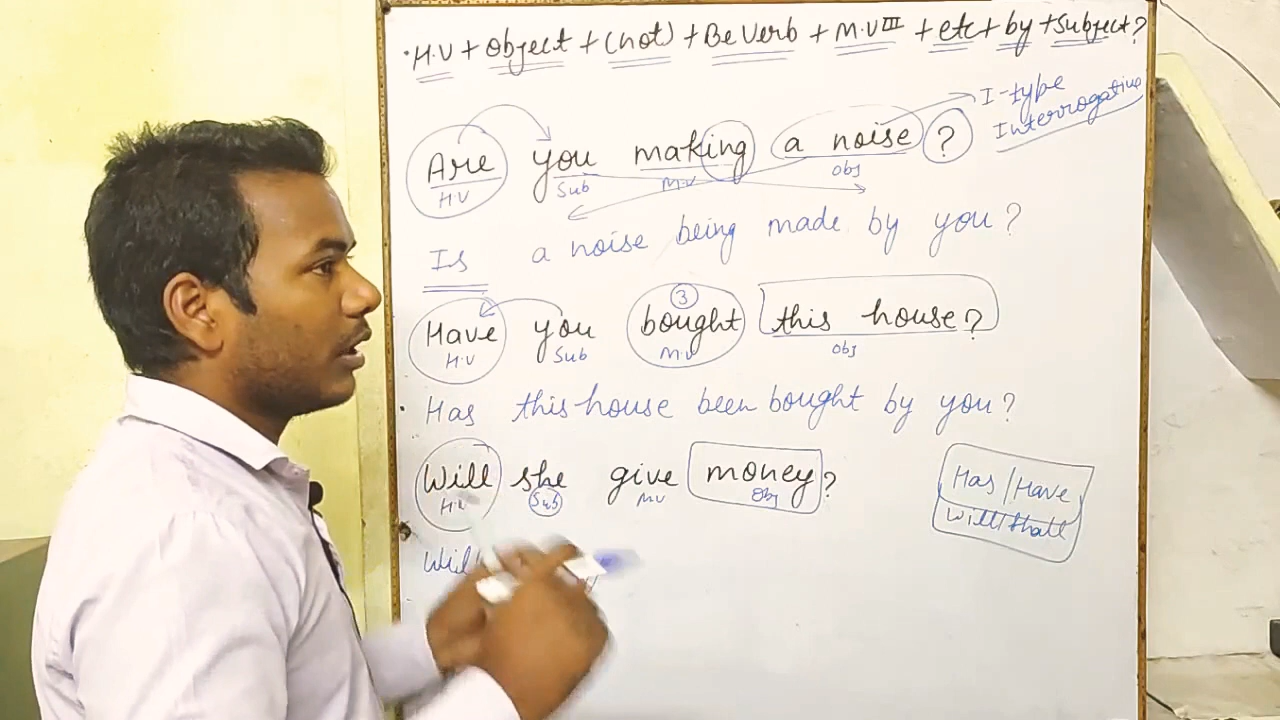 • H.V + object + (not) + Be Verb + M.V III + etc + by + Subject?
I-type
Interrogative
Are you making a noise ?
H.V Sub M.V Obj
Is a noise being made by you?
3
Have you bought this house?
H.V Sub M.V Obj
• Has this house been bought by you?
Will she give money?
H.V Sub MV Obj
Has/Have
Will/Shall
Will